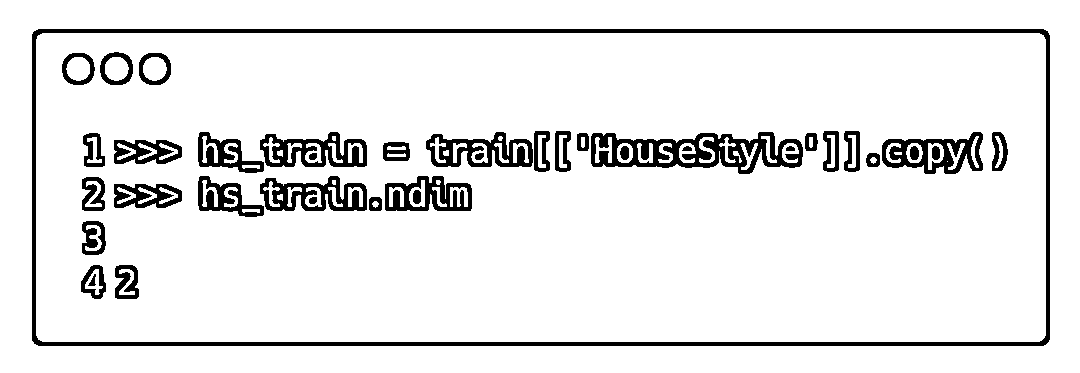 1 >>> hs_train = train[['HouseStyle']].copy()
2 >>> hs_train.ndim
3
4 2